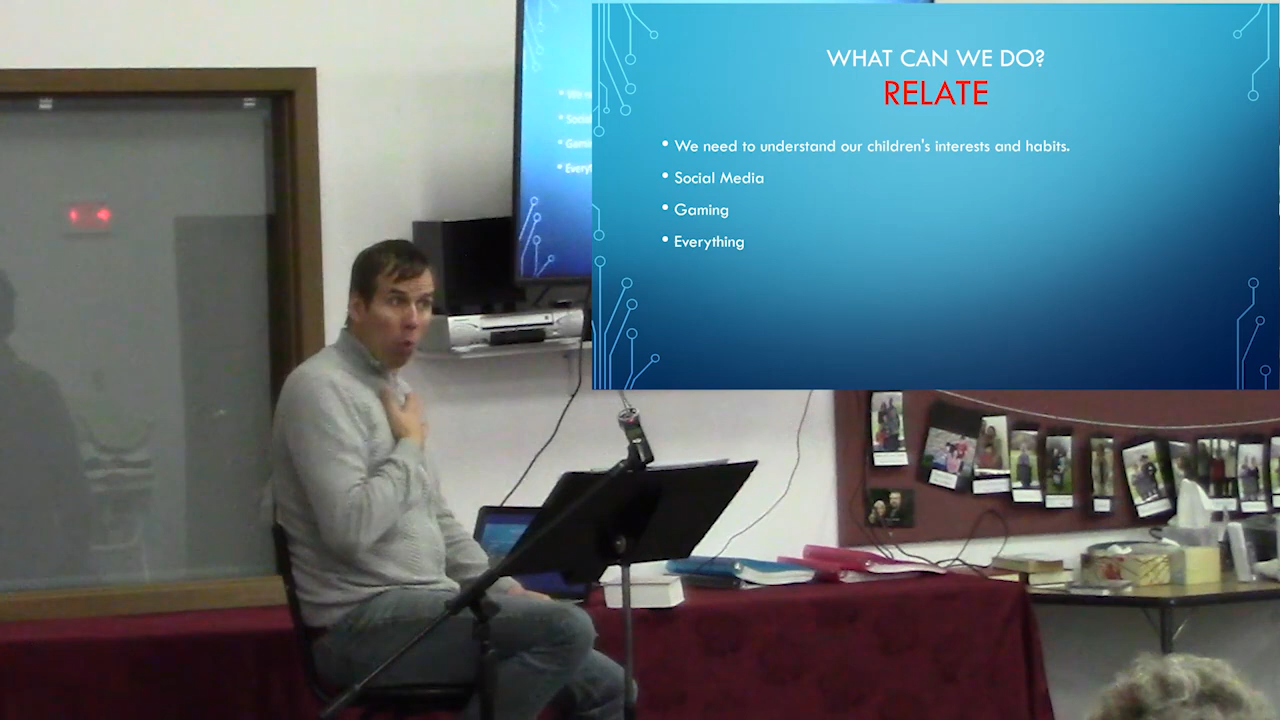 WHAT CAN WE DO?
RELATE
• We need to understand our children's interests and habits.
• Social Media
• Gaming
• Everything